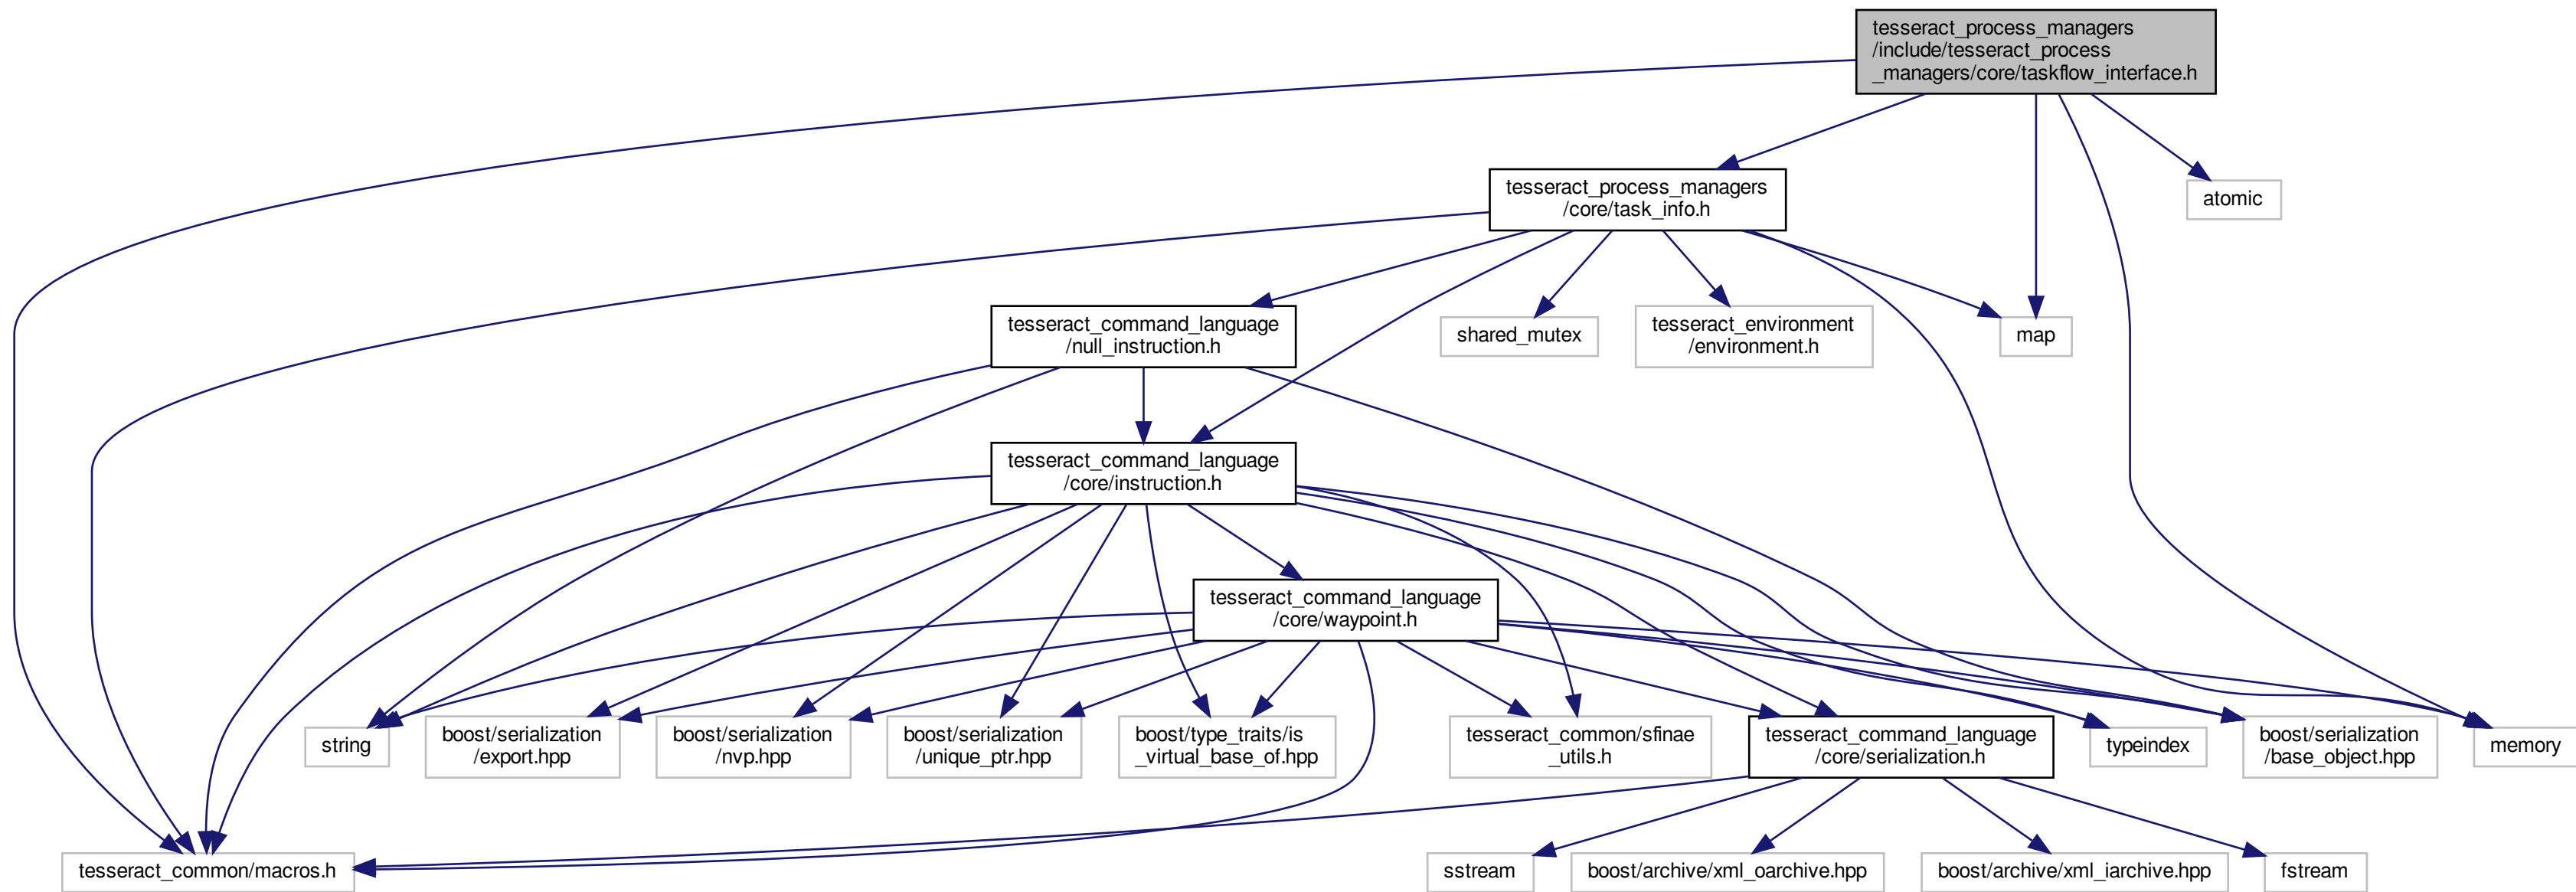 tesseract_process_managers
/include/tesseract_process
_managers/core/taskflow_interface.h
tesseract_process_managers
/core/task_info.h
atomic
tesseract_command_language
/null_instruction.h
shared_mutex
tesseract_environment
/environment.h
map
tesseract_command_language
/core/instruction.h
tesseract_command_language
/core/waypoint.h
string
boost/serialization
/export.hpp
boost/serialization
/nvp.hpp
boost/serialization
/unique_ptr.hpp
boost/type_traits/is
_virtual_base_of.hpp
tesseract_common/sfinae
_utils.h
tesseract_command_language
/core/serialization.h
typeindex
boost/serialization
/base_object.hpp
memory
tesseract_common/macros.h
sstream
boost/archive/xml_oarchive.hpp
boost/archive/xml_iarchive.hpp
fstream